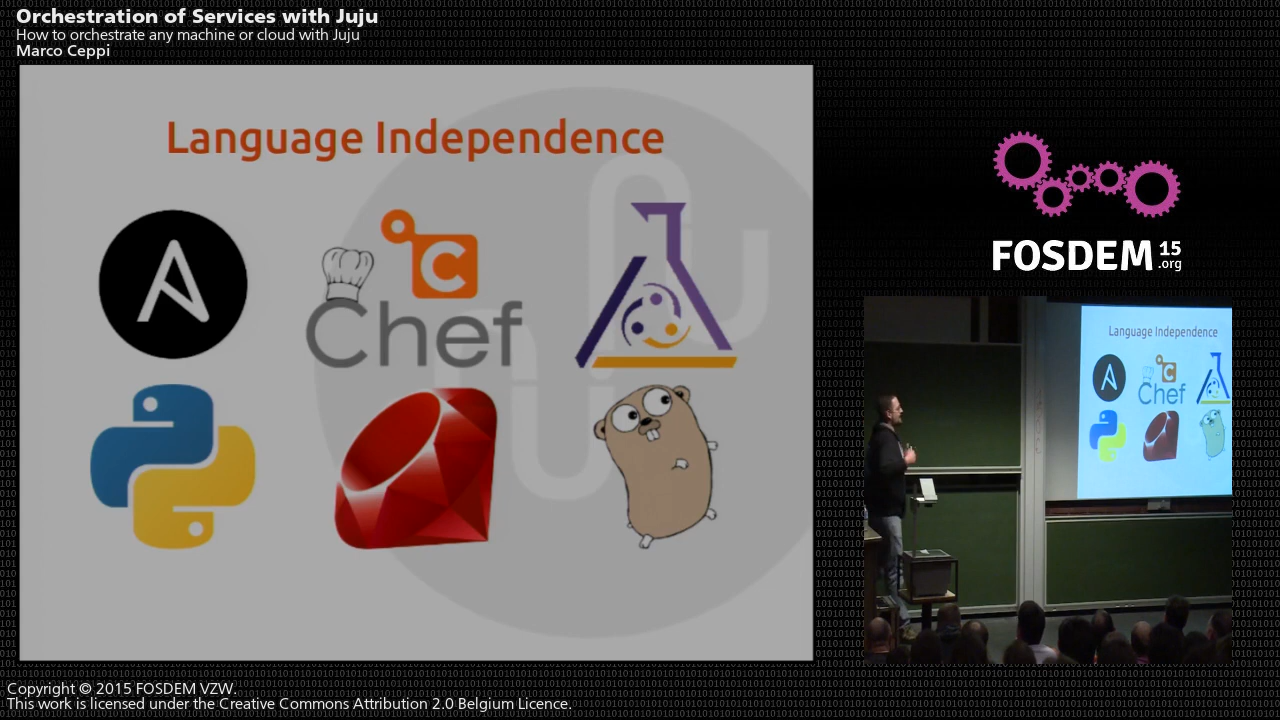 Orchestration of Services with Juju
How to orchestrate any machine or cloud with Juju
Marco Ceppi
Language Independence
Chef
FOSDEM 15
.org
Language Independence
Chef
Copyright © 2015 FOSDEM VZW.
This work is licensed under the Creative Commons Attribution 2.0 Belgium Licence.